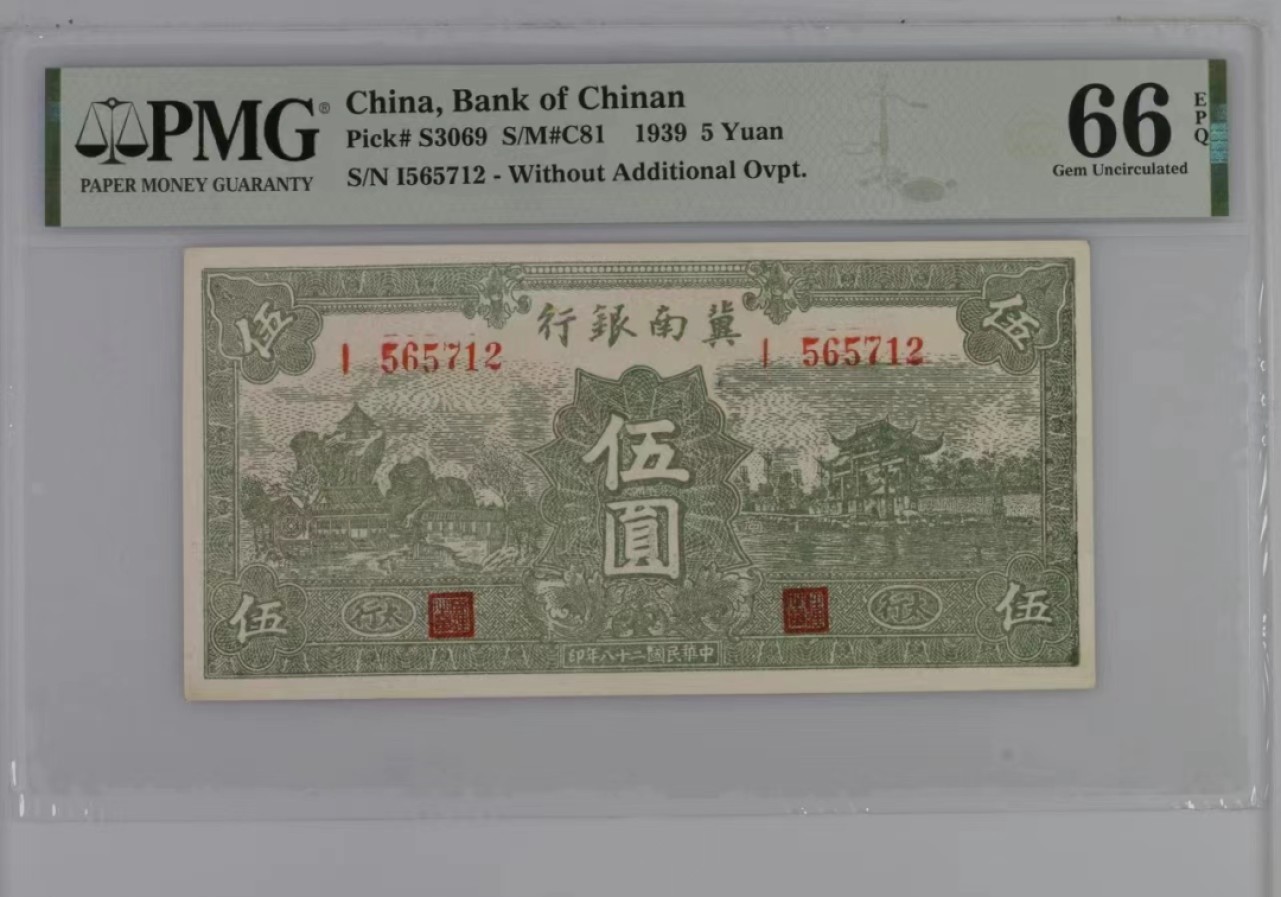 PMG®
PAPER MONEY GUARANTY
China, Bank of Chinan
Pick# S3069 S/M#C81 1939 5 Yuan
S/N I565712 - Without Additional Ovpt.
66
EPQ
Gem Uncirculated
行銀南冀
伍
伍
I 565712
I 565712
伍圓
伍
行太
行太
伍
印年八十二國民華中